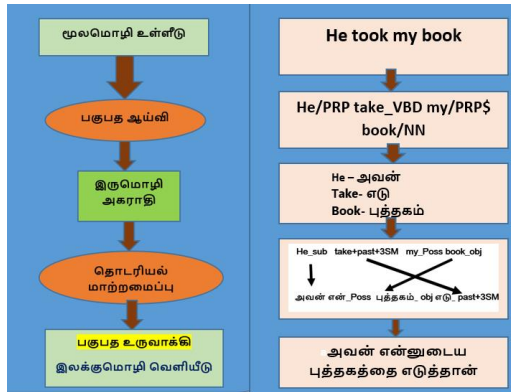 மூலமொழி உள்ளீடு
பகுபத ஆய்வி
இருமொழி
அகராதி
தொடரியல்
மாற்றமைப்பு
பகுபத உருவாக்கி
இலக்குமொழி வெளியீடு
He took my book
He/PRP take_VBD my/PRP$
book/NN
He – அவன்
Take- எடு
Book- புத்தகம்
He_sub take+past+3SM my_Poss book_obj
அவன் என்_Poss புத்தகம்_ obj எடு_ past+3SM
அவன் என்னுடைய
புத்தகத்தை எடுத்தான்